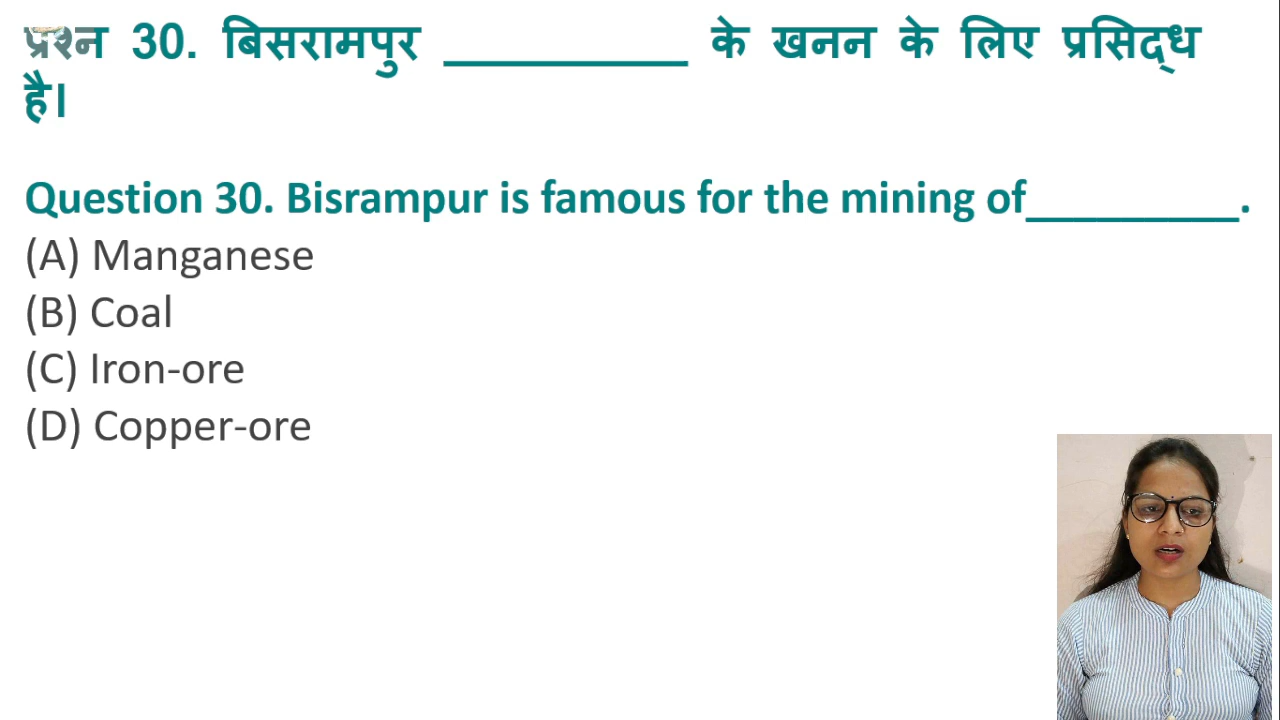 प्रश्न 30. बिसरामपुर __________ के खनन के लिए प्रसिद्ध
है।
Question 30. Bisrampur is famous for the mining of_________.
(A) Manganese
(B) Coal
(C) Iron-ore
(D) Copper-ore